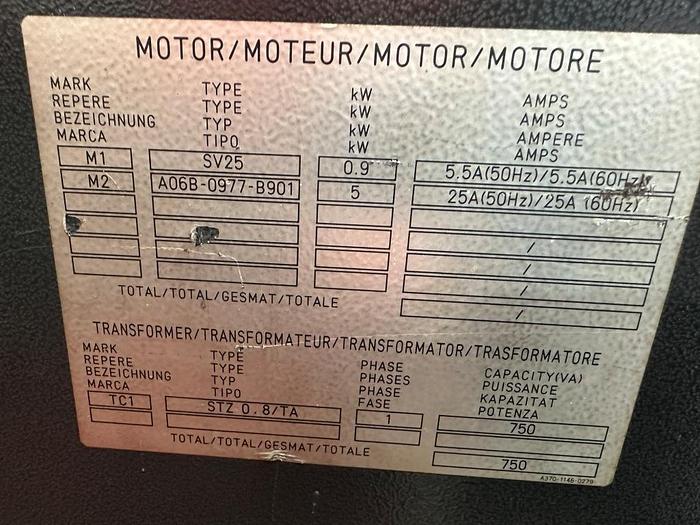 MOTOR/MOTEUR/MOTOR/MOTORE
MARK TYPE kW AMPS
REPERE TYPE kW AMPS
BEZEICHNUNG TYP kW AMPERE
MARCA TIPO kW AMPS
M1 SV25 0.9 5.5A(50Hz)/5.5A(60Hz)
M2 A06B-0977-B901 5 25A(50Hz)/25A (60Hz)
/
/
/
/
TOTAL/TOTAL/GESMAT/TOTALE
TRANSFORMER/TRANSFORMATEUR/TRANSFORMATOR/TRASFORMATORE
MARK TYPE PHASE CAPACITY(VA)
REPERE TYPE PHASES PUISSANCE
BEZEICHNUNG TYP PHASE KAPAZITAT
MARCA TIPO FASE POTENZA
TC1 STZ 0.8/TA 1 750
TOTAL/TOTAL/GESMAT/TOTALE 750
A370-1146-0279